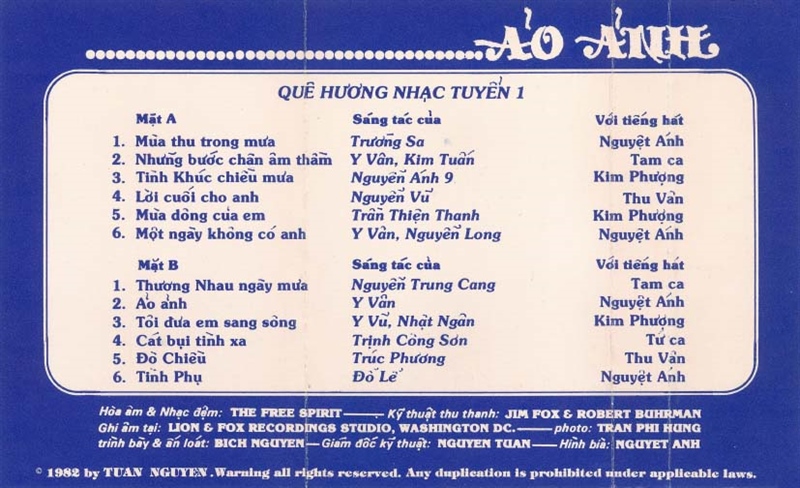 ẢO ẢNH
QUÊ HƯƠNG NHẠC TUYỂN 1
Mặt A Sáng tác của Với tiếng hát
1. Mùa thu trong mưa Trường Sa Nguyệt Ánh
2. Những bước chân âm thầm Y Vân, Kim Tuấn Tam ca
3. Tình Khúc chiều mưa Nguyễn Ánh 9 Kim Phượng
4. Lời cuối cho anh Nguyễn Vũ Thu Vân
5. Mùa đông của em Trần Thiện Thanh Kim Phượng
6. Một ngày không có anh Y Vân, Nguyễn Long Nguyệt Ánh
Mặt B Sáng tác của Với tiếng hát
1. Thương Nhau ngày mưa Nguyễn Trung Cang Tam ca
2. Ảo ảnh Y Vân Nguyệt Ánh
3. Tôi đưa em sang sông Y Vũ, Nhật Ngân Kim Phượng
4. Cát bụi tình xa Trịnh Công Sơn Tứ ca
5. Đò Chiều Trúc Phương Thu Vân
6. Tình Phụ Đỗ Lễ Nguyệt Ánh
Hòa âm & Nhạc đệm: THE FREE SPIRIT — Kỹ thuật thu thanh: JIM FOX & ROBERT BUHRMAN
Ghi âm tại: LION & FOX RECORDINGS STUDIO, WASHINGTON DC. — photo: TRAN PHI HUNG
trình bày & ấn loát: BICH NGUYEN — Giám đốc kỹ thuật: NGUYEN TUAN — Hình bìa: NGUYET ANH
© 1982 by TUAN NGUYEN. Warning all rights reserved. Any duplication is prohibited under applicable laws.